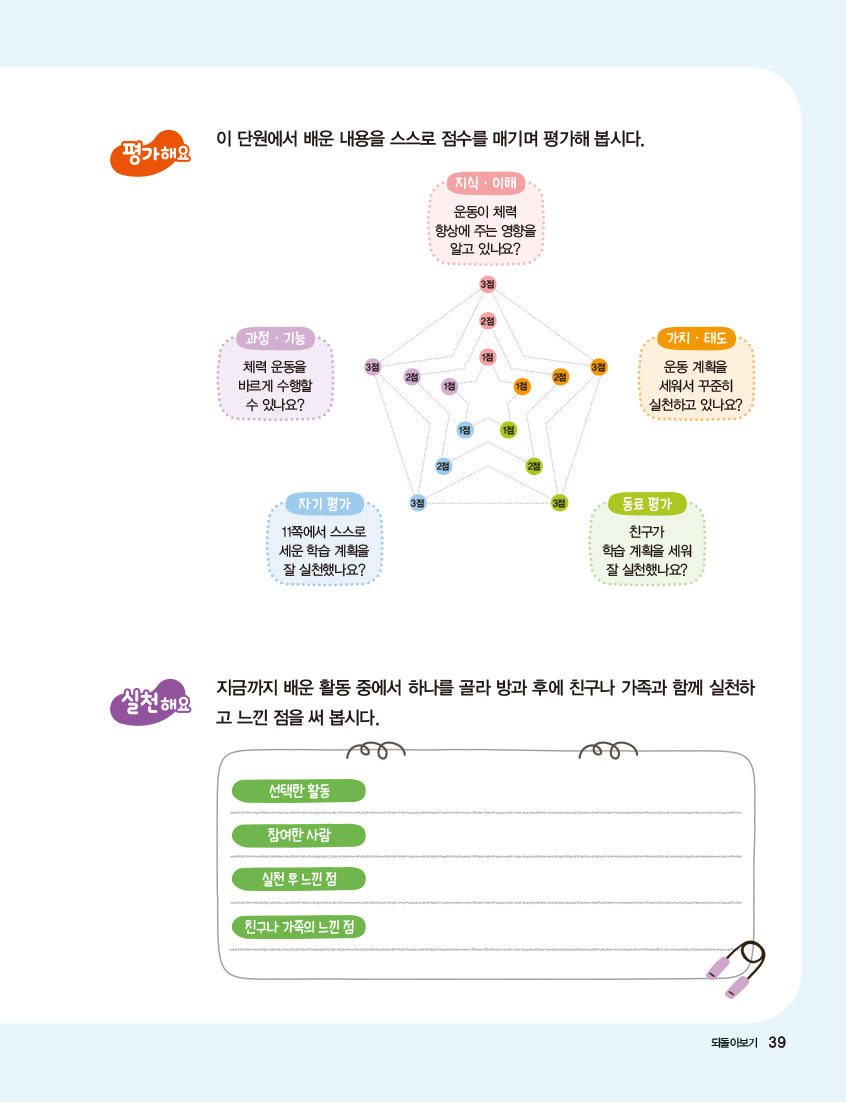 평가해요
이 단원에서 배운 내용을 스스로 점수를 매기며 평가해 봅시다.
지식·이해
운동이 체력
향상에 주는 영향을
알고 있나요?
과정·기능
체력 운동을
바르게 수행할
수 있나요?
가치·태도
운동 계획을
세워서 꾸준히
실천하고 있나요?
3점
2점
1점
3점
2점
1점
1점
2점
3점
1점
1점
2점
2점
3점
3점
자기 평가
11쪽에서 스스로
세운 학습 계획을
잘 실천했나요?
동료 평가
친구가
학습 계획을 세워
잘 실천했나요?
실천해요
지금까지 배운 활동 중에서 하나를 골라 방과 후에 친구나 가족과 함께 실천하
고 느낀 점을 써 봅시다.
선택한 활동
참여한 사람
실천 후 느낀 점
친구나 가족의 느낀 점
되돌아보기 39